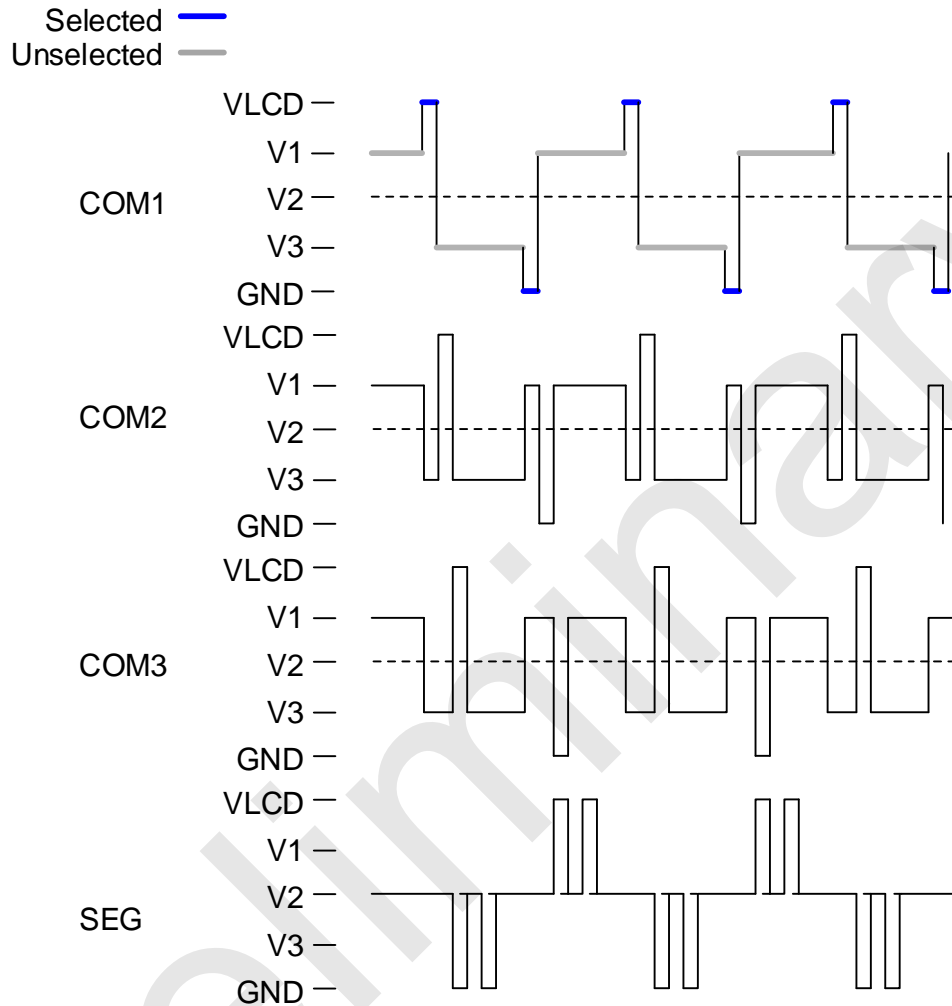 Selected
Unselected
VLCD
V1
COM1
V2
V3
GND
VLCD
V1
COM2
V2
V3
GND
VLCD
V1
COM3
V2
V3
GND
VLCD
V1
V2
SEG
V3
GND
eliminary